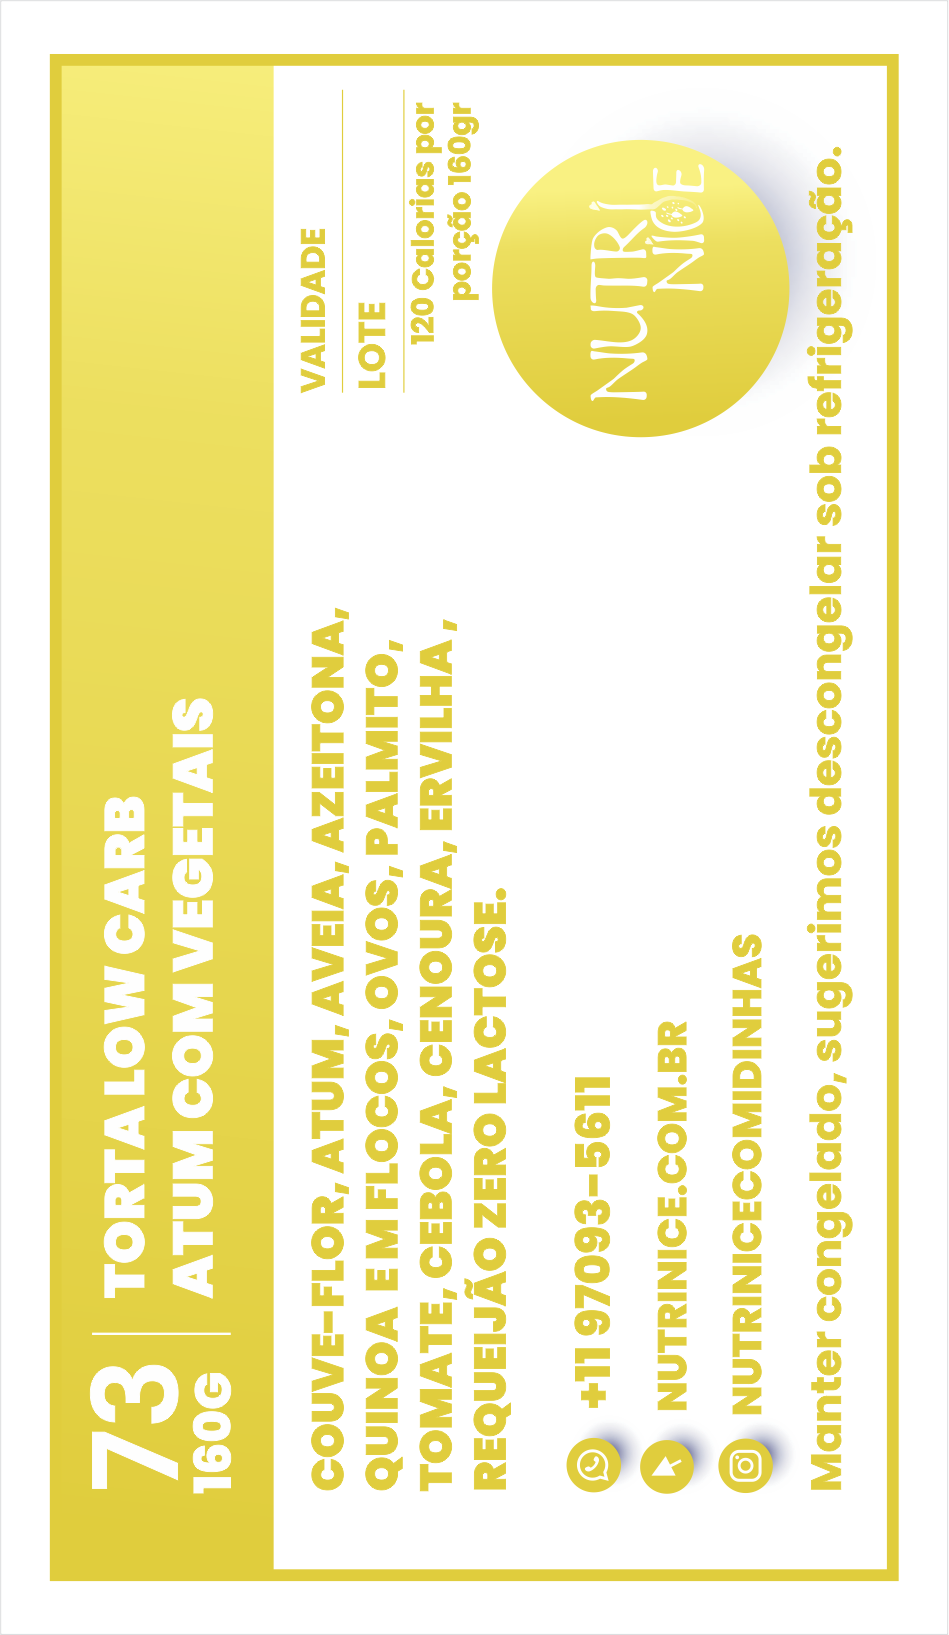 73
160G
TORTA LOW CARB
ATUM COM VEGETAIS
COUVE-FLOR, ATUM, AVEIA, AZEITONA,
QUINOA EM FLOCOS, OVOS, PALMITO,
TOMATE, CEBOLA, CENOURA, ERVILHA ,
REQUEIJÃO ZERO LACTOSE.
VALIDADE
LOTE
120 Calorias por
porção 160gr
NUTRI
NICE
+11 97093-5611
NUTRINICE.COM.BR
NUTRINICECOMIDINHAS
Manter congelado, sugerimos descongelar sob refrigeração.